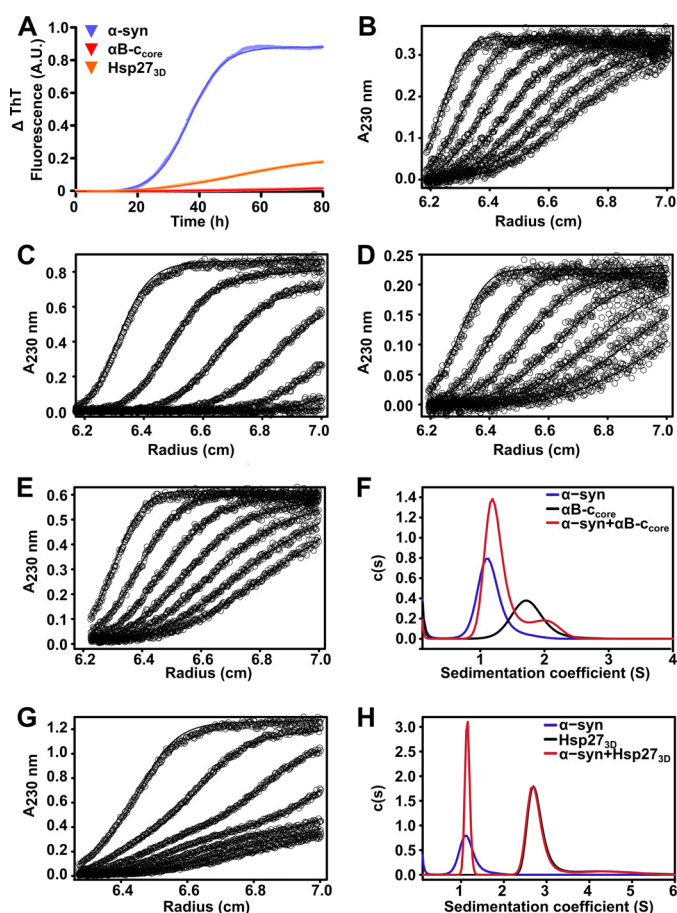 A
α-syn
αB-ccore
Hsp273D
Δ ThT
Fluorescence (A.U.)
1.0
0.8
0.6
0.4
0.2
0
0 20 40 60 80
Time (h)
B
A230 nm
0.3
0.2
0.1
0.0
6.2 6.4 6.6 6.8 7.0
Radius (cm)
C
A230 nm
0.8
0.6
0.4
0.2
0.0
6.2 6.4 6.6 6.8 7.0
Radius (cm)
D
A230 nm
0.25
0.20
0.15
0.10
0.05
0.00
6.2 6.4 6.6 6.8 7.0
Radius (cm)
E
A230 nm
0.6
0.5
0.4
0.3
0.2
0.1
0.0
6.2 6.4 6.6 6.8 7.0
Radius (cm)
F
α−syn
αB-ccore
α−syn+αB-ccore
c(s)
1.4
1.2
1.0
0.8
0.6
0.4
0.2
0.0
1 2 3 4
Sedimentation coefficient (S)
G
A230 nm
1.2
1.0
0.8
0.6
0.4
0.2
0.0
6.4 6.6 6.8 7.0
Radius (cm)
H
α−syn
Hsp273D
α−syn+Hsp273D
c(s)
3.0
2.5
2.0
1.5
1.0
0.5
0.0
1 2 3 4 5 6
Sedimentation coefficient (S)